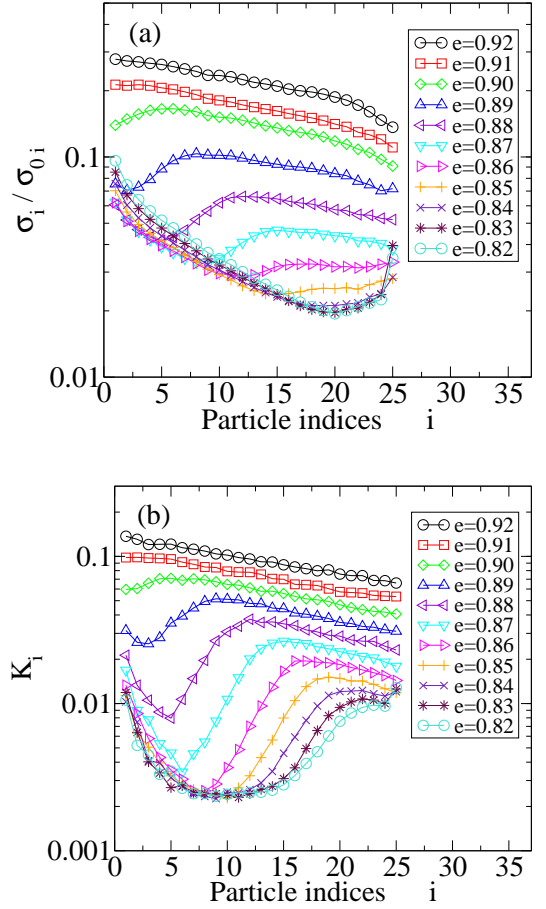 (a)
e=0.92
e=0.91
e=0.90
e=0.89
e=0.88
e=0.87
e=0.86
e=0.85
e=0.84
e=0.83
e=0.82
0.1
0.01
σi / σ0 i
0 5 10 15 20 25 30 35
Particle indices i
(b)
e=0.92
e=0.91
e=0.90
e=0.89
e=0.88
e=0.87
e=0.86
e=0.85
e=0.84
e=0.83
e=0.82
0.1
0.01
0.001
Ki
0 5 10 15 20 25 30 35
Particle indices i